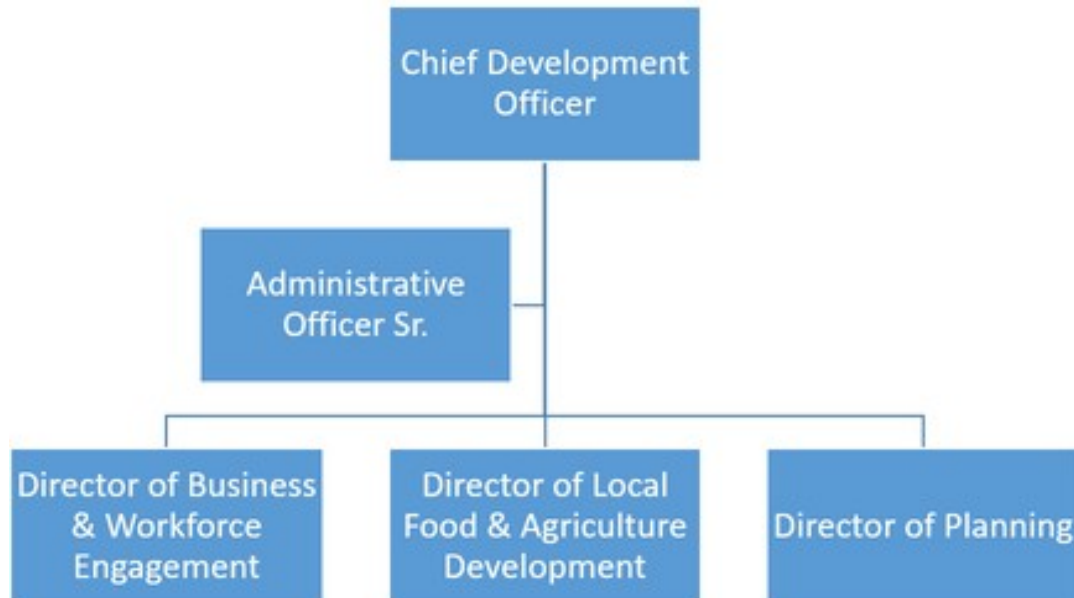 Chief Development
Officer
Administrative
Officer Sr.
Director of Business
& Workforce
Engagement
Director of Local
Food & Agriculture
Development
Director of Planning